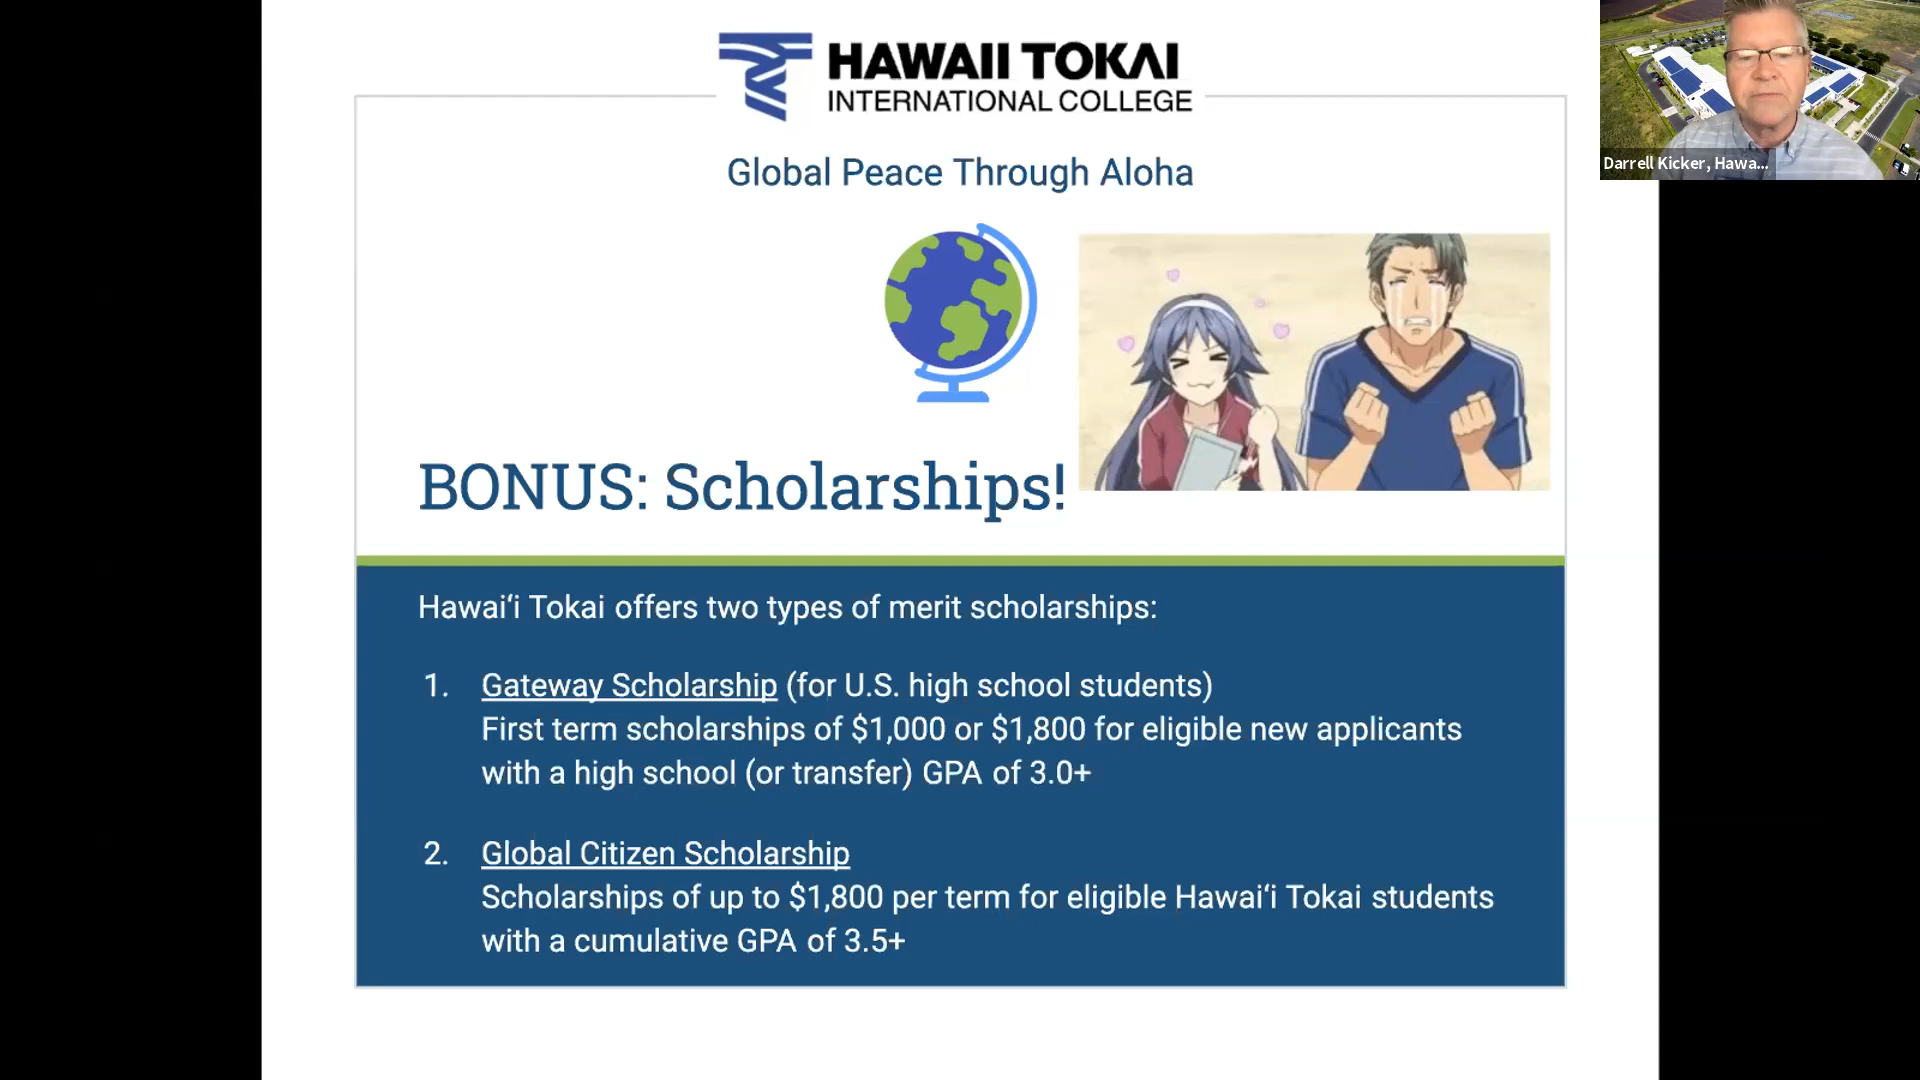 HAWAII TOKAI
INTERNATIONAL COLLEGE
Global Peace Through Aloha
Darrell Kicker, Hawa...
BONUS: Scholarships!
Hawai‘i Tokai offers two types of merit scholarships:
1. Gateway Scholarship (for U.S. high school students)
First term scholarships of $1,000 or $1,800 for eligible new applicants
with a high school (or transfer) GPA of 3.0+
2. Global Citizen Scholarship
Scholarships of up to $1,800 per term for eligible Hawai‘i Tokai students
with a cumulative GPA of 3.5+